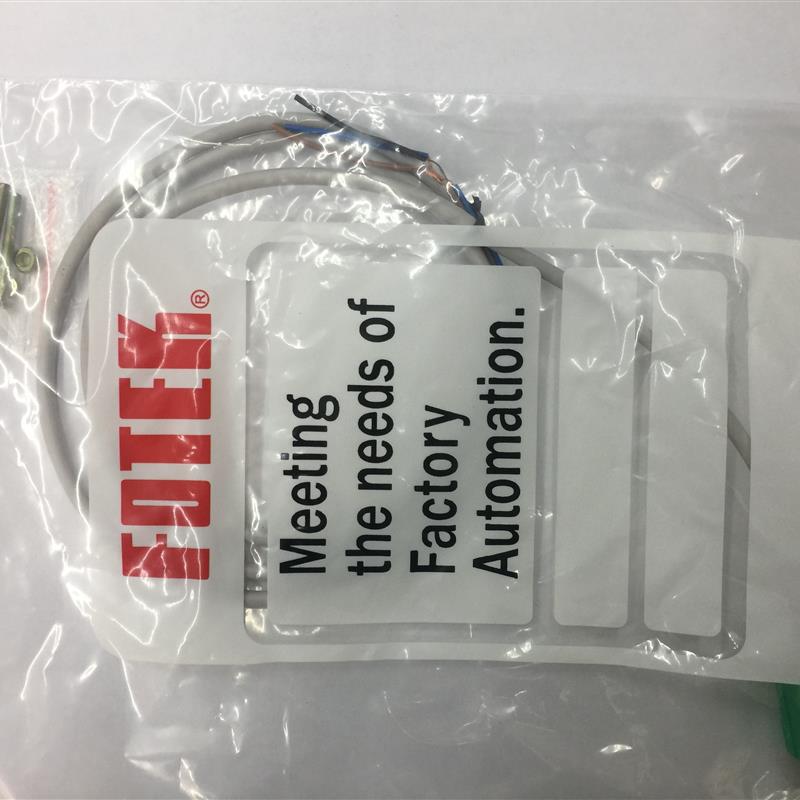 FOTEK®
Meeting
the needs of
Factory
Automation.